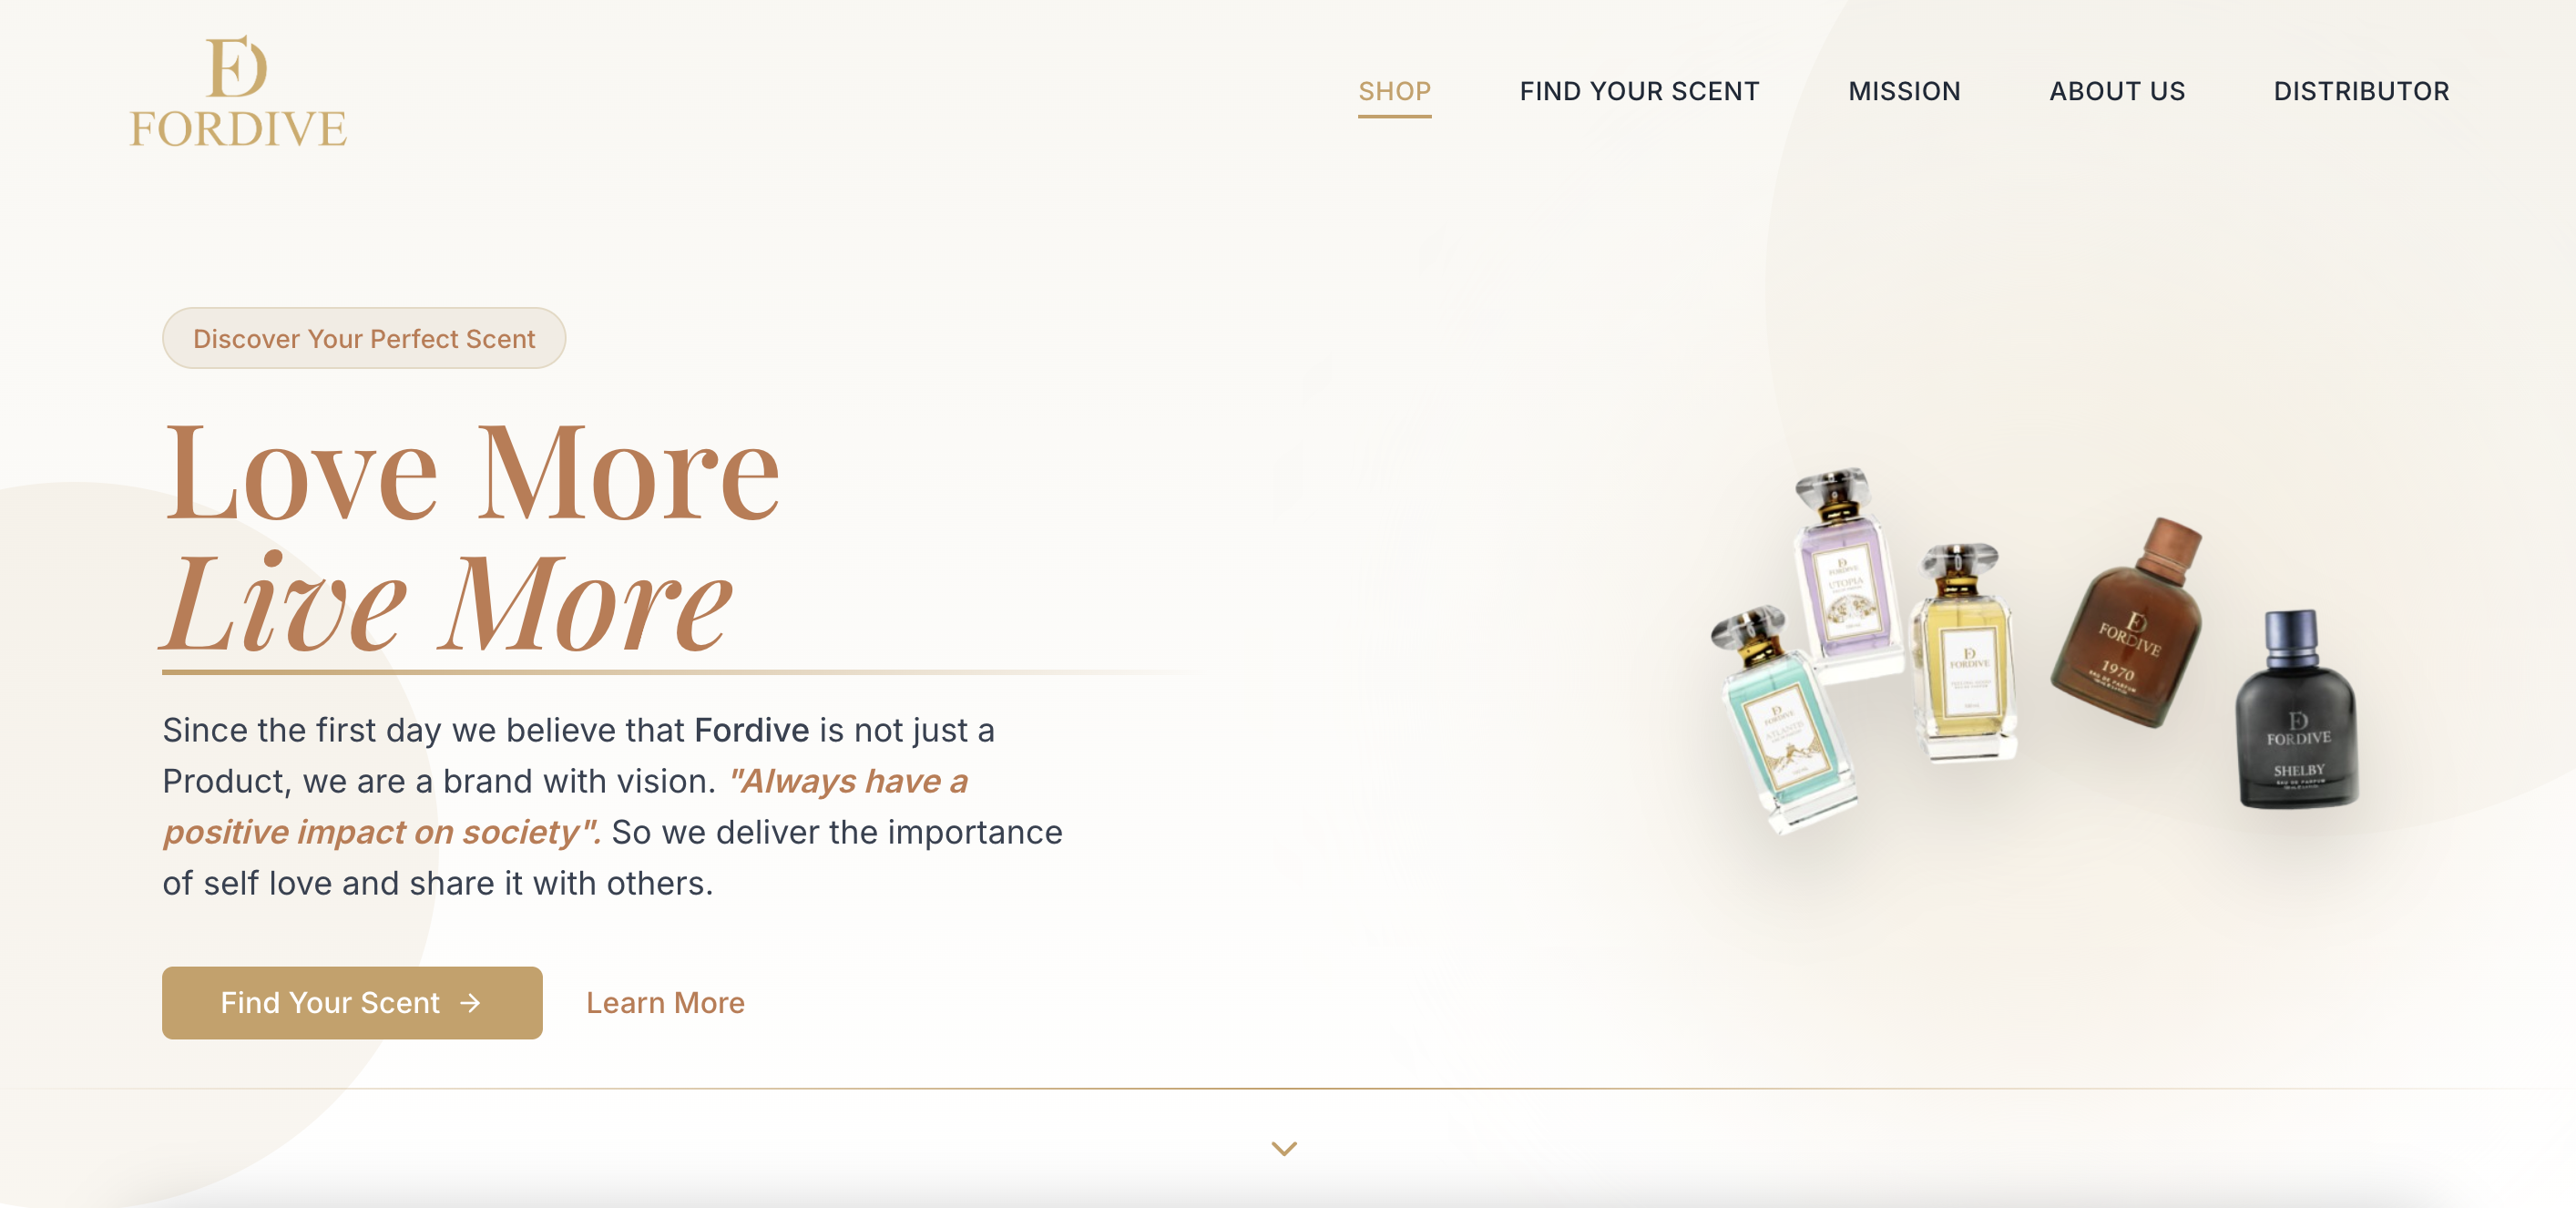 FD
FORDIVE
SHOP
FIND YOUR SCENT
MISSION
ABOUT US
DISTRIBUTOR
Discover Your Perfect Scent
Love More
Live More
Since the first day we believe that Fordive is not just a
Product, we are a brand with vision. "Always have a
positive impact on society". So we deliver the importance
of self love and share it with others.
Find Your Scent →
Learn More
FORDIVE
UTOPIA
FORDIVE
ATLANTIS
FORDIVE
FORDIVE
1970
EAU DE PARFUM
FORDIVE
SHELBY
EAU DE PARFUM